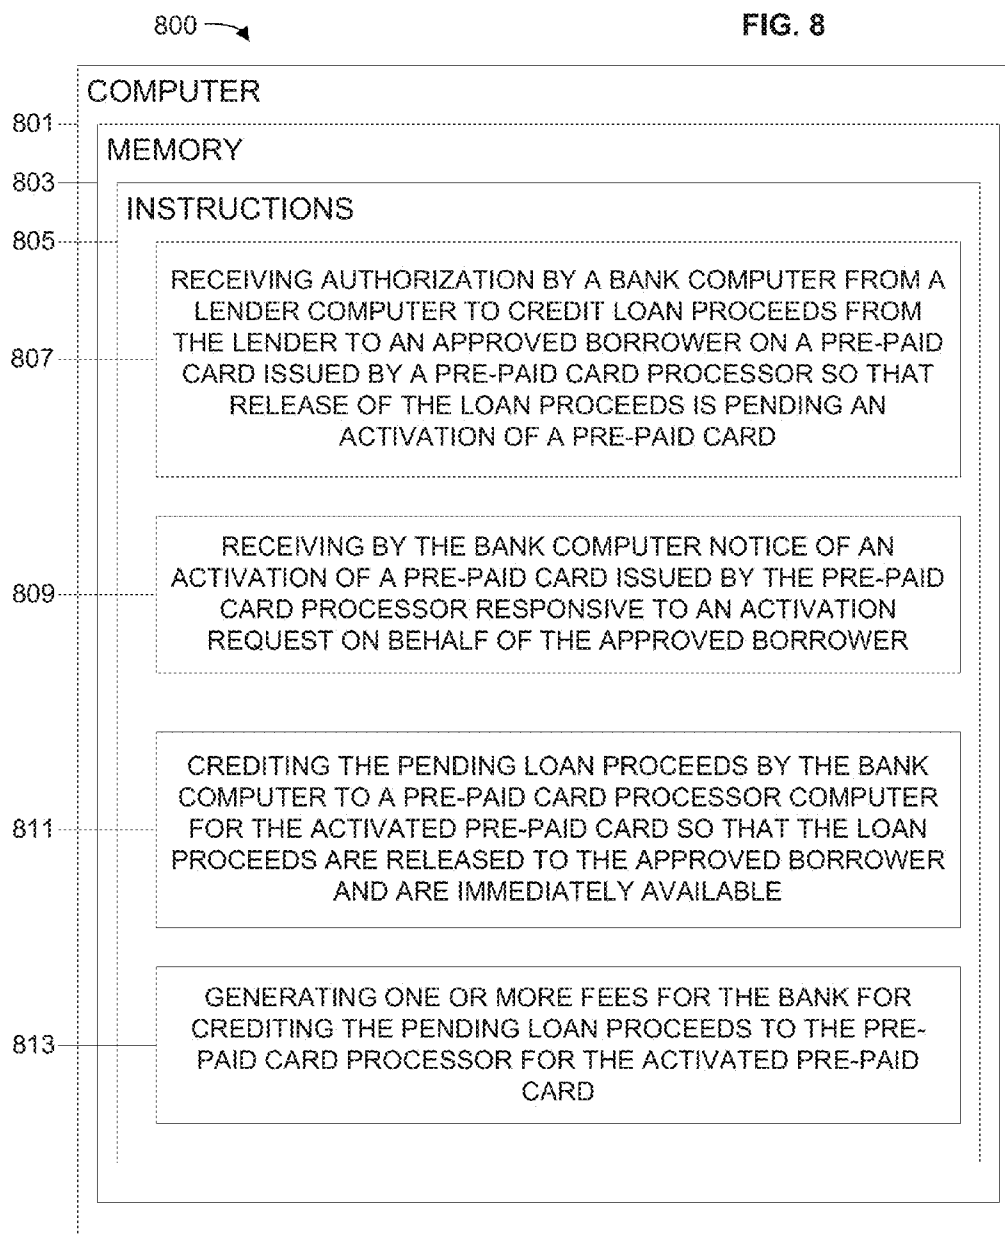 800
FIG. 8
COMPUTER
801
MEMORY
803
INSTRUCTIONS
805
RECEIVING AUTHORIZATION BY A BANK COMPUTER FROM A
LENDER COMPUTER TO CREDIT LOAN PROCEEDS FROM
THE LENDER TO AN APPROVED BORROWER ON A PRE-PAID
807
CARD ISSUED BY A PRE-PAID CARD PROCESSOR SO THAT
RELEASE OF THE LOAN PROCEEDS IS PENDING AN
ACTIVATION OF A PRE-PAID CARD
RECEIVING BY THE BANK COMPUTER NOTICE OF AN
ACTIVATION OF A PRE-PAID CARD ISSUED BY THE PRE-PAID
809
CARD PROCESSOR RESPONSIVE TO AN ACTIVATION
REQUEST ON BEHALF OF THE APPROVED BORROWER
CREDITING THE PENDING LOAN PROCEEDS BY THE BANK
COMPUTER TO A PRE-PAID CARD PROCESSOR COMPUTER
811
FOR THE ACTIVATED PRE-PAID CARD SO THAT THE LOAN
PROCEEDS ARE RELEASED TO THE APPROVED BORROWER
AND ARE IMMEDIATELY AVAILABLE
GENERATING ONE OR MORE FEES FOR THE BANK FOR
CREDITING THE PENDING LOAN PROCEEDS TO THE PRE-
813
PAID CARD PROCESSOR FOR THE ACTIVATED PRE-PAID
CARD